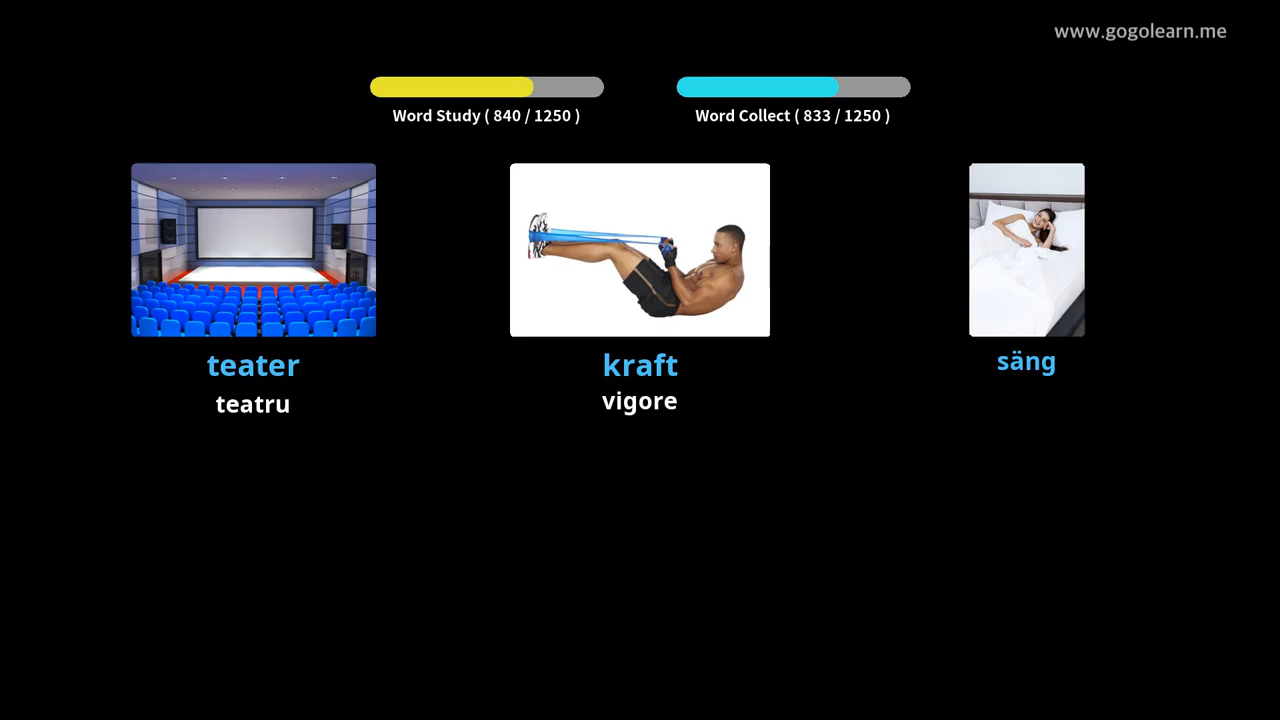 www.gogolearn.me
Word Study ( 840 / 1250 )
Word Collect ( 833 / 1250 )
teater
teatru
kraft
vigore
säng